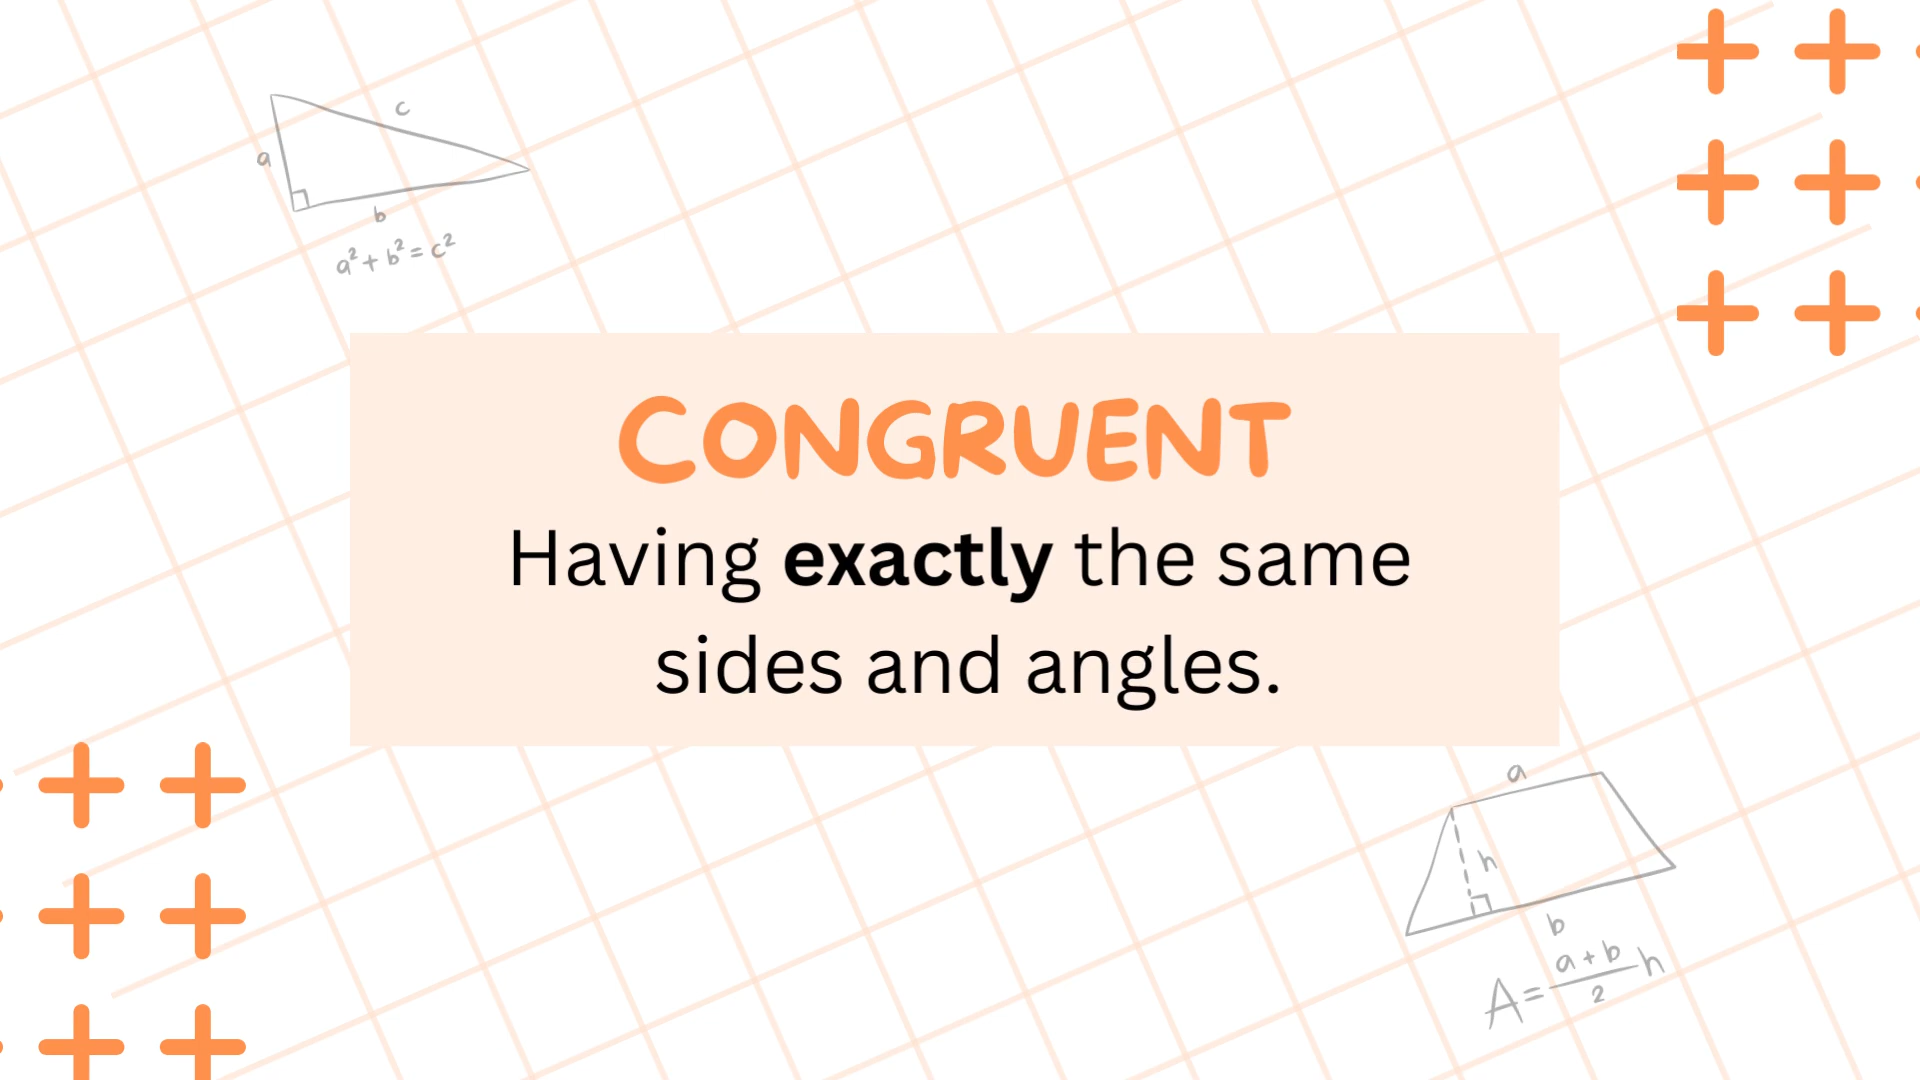 c
a
b
a² + b² = c²
CONGRUENT
Having exactly the same
sides and angles.
a
h
b
A = a + b / 2 h